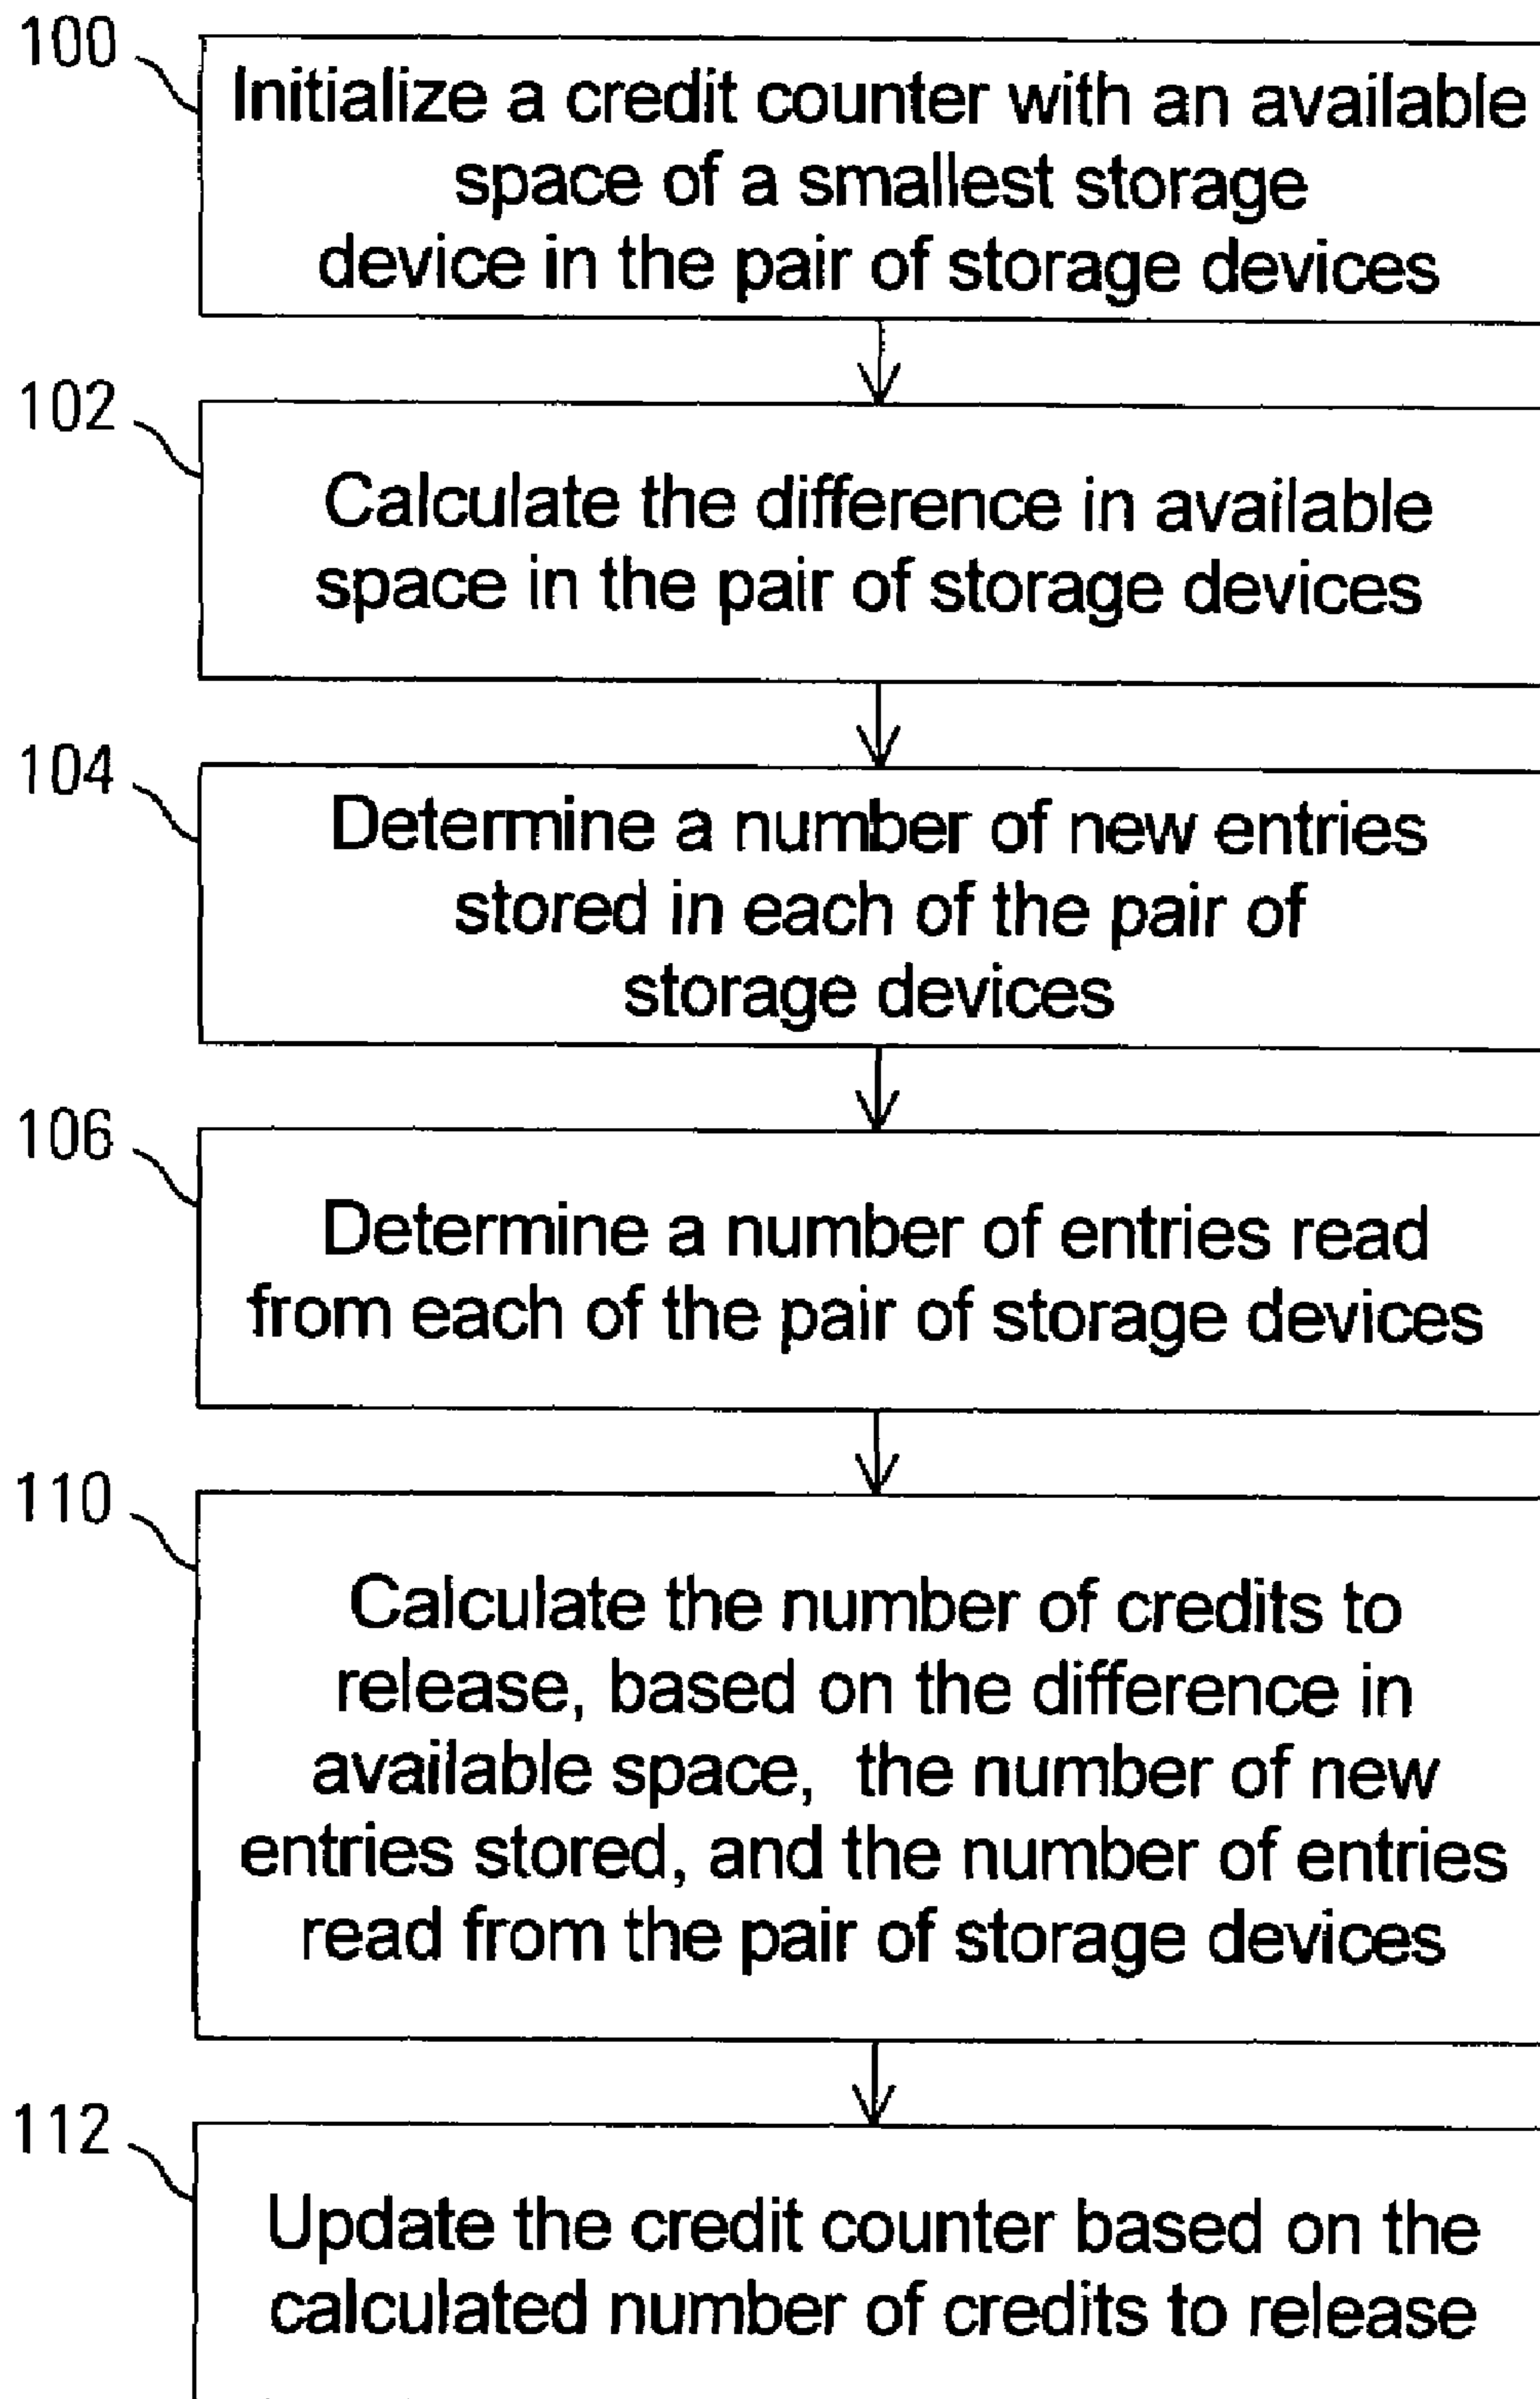 100
Initialize a credit counter with an available
space of a smallest storage
device in the pair of storage devices
102
Calculate the difference in available
space in the pair of storage devices
104
Determine a number of new entries
stored in each of the pair of
storage devices
106
Determine a number of entries read
from each of the pair of storage devices
110
Calculate the number of credits to
release, based on the difference in
available space, the number of new
entries stored, and the number of entries
read from the pair of storage devices
112
Update the credit counter based on the
calculated number of credits to release